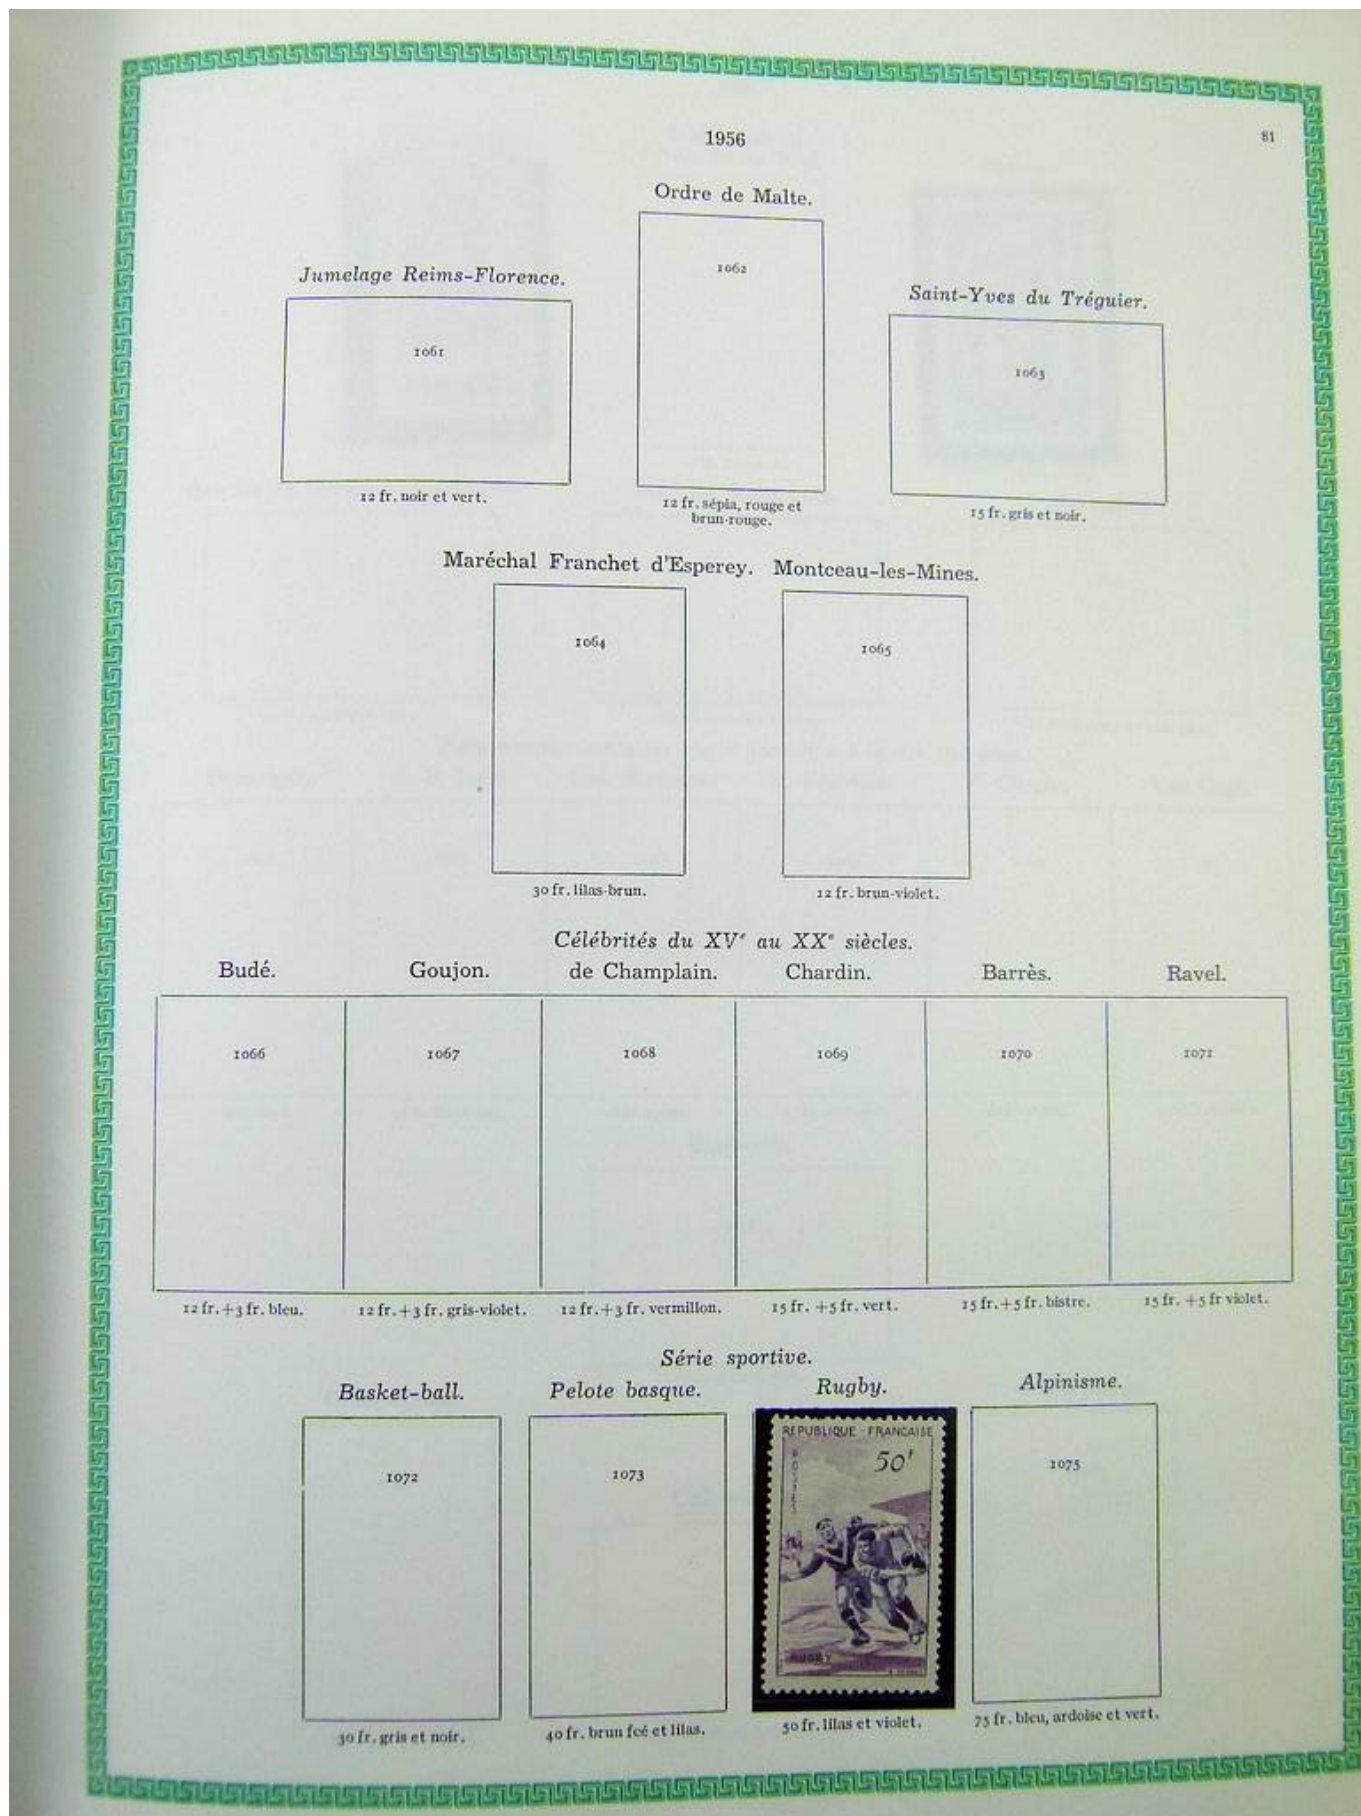 1956
81
Ordre de Malte.
1062
12 fr. sépia, rouge et
brun-rouge.
Jumelage Reims-Florence.
1061
12 fr. noir et vert.
Saint-Yves du Tréguier.
1063
15 fr. gris et noir.
Maréchal Franchet d'Esperey.
1064
30 fr. lilas-brun.
Montceau-les-Mines.
1065
12 fr. brun-violet.
Célébrités du XVe au XXe siècles.
Budé. Goujon. de Champlain. Chardin. Barrès. Ravel.
1066 1067 1068 1069 1070 1071
12 fr.+3 fr. bleu. 12 fr.+3 fr. gris-violet. 12 fr.+3 fr. vermillon. 15 fr. +5 fr. vert. 15 fr.+5 fr. bistre. 15 fr. +5 fr violet.
Série sportive.
Basket-ball. Pelote basque. Rugby. Alpinisme.
1072 1073 1075
REPUBLIQUE FRANCAISE
50F
POSTES
RUGBY
30 fr. gris et noir. 40 fr. brun fcé et lilas. 50 fr. lilas et violet. 75 fr. bleu, ardoise et vert.